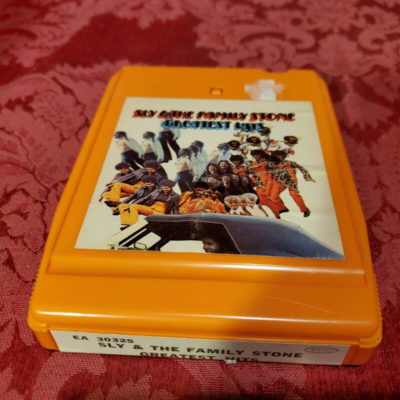 SLY & THE FAMILY STONE
GREATEST HITS
EA 30325
SLY & THE FAMILY STONE
GREATEST HITS